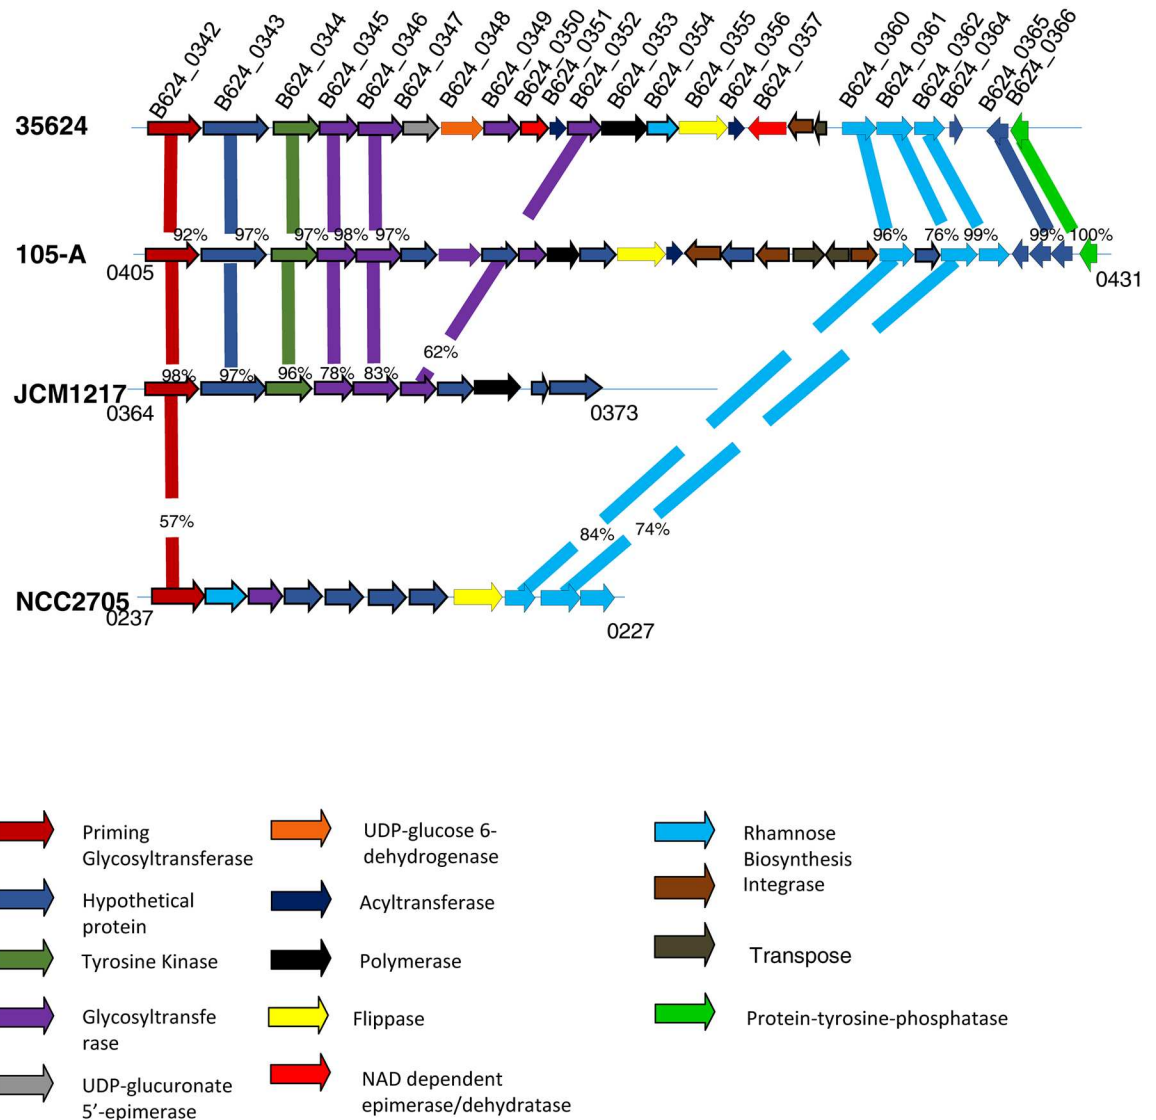 B624_0342
B624_0343
B624_0344
B624_0345
B624_0346
B624_0347
B624_0348
B624_0349
B624_0350
B624_0351
B624_0352
B624_0353
B624_0354
B624_0355
B624_0356
B624_0357
B624_0360
B624_0361
B624_0362
B624_0364
B624_0365
B624_0366
35624
92% 97% 97% 98% 97% 96% 76% 99% 99% 100%
105-A
0405
0431
62%
98% 97% 96% 78% 83%
JCM1217
0364
0373
57%
84%
74%
NCC2705
0237
0227
Priming
Glycosyltransferase
Hypothetical
protein
Tyrosine Kinase
Glycosyltransfe
rase
UDP-glucuronate
5’-epimerase
UDP-glucose 6-
dehydrogenase
Acyltransferase
Polymerase
Flippase
NAD dependent
epimerase/dehydratase
Rhamnose
Biosynthesis
Integrase
Transpose
Protein-tyrosine-phosphatase